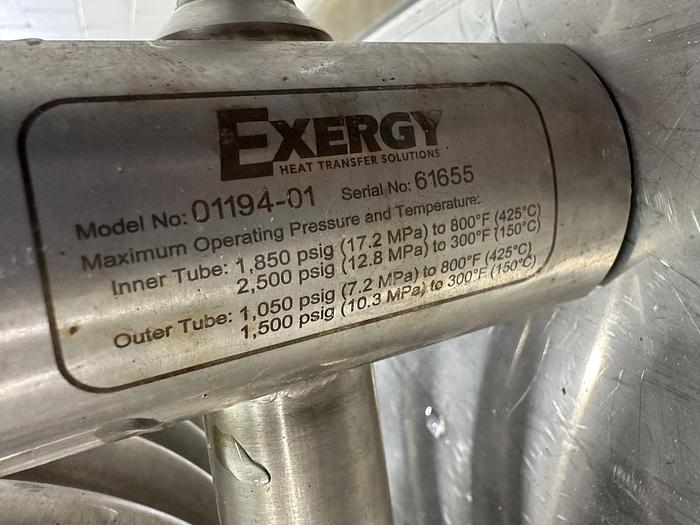 EXERGY
HEAT TRANSFER SOLUTIONS
Model No: 01194-01 Serial No: 61655
Maximum Operating Pressure and Temperature:
Inner Tube: 1,850 psig (17.2 MPa) to 800°F (425°C)
2,500 psig (12.8 MPa) to 300°F (150°C)
Outer Tube: 1,050 psig (7.2 MPa) to 800°F (425°C)
1,500 psig (10.3 MPa) to 300°F (150°C)